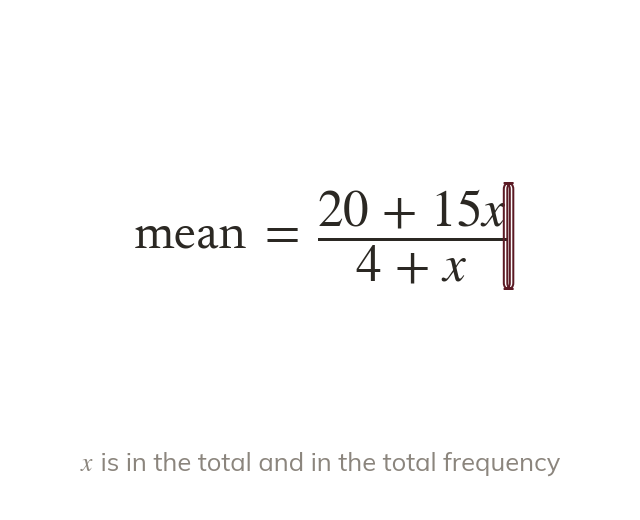 mean = (20 + 15x)/(4 + x)
x is in the total and in the total frequency